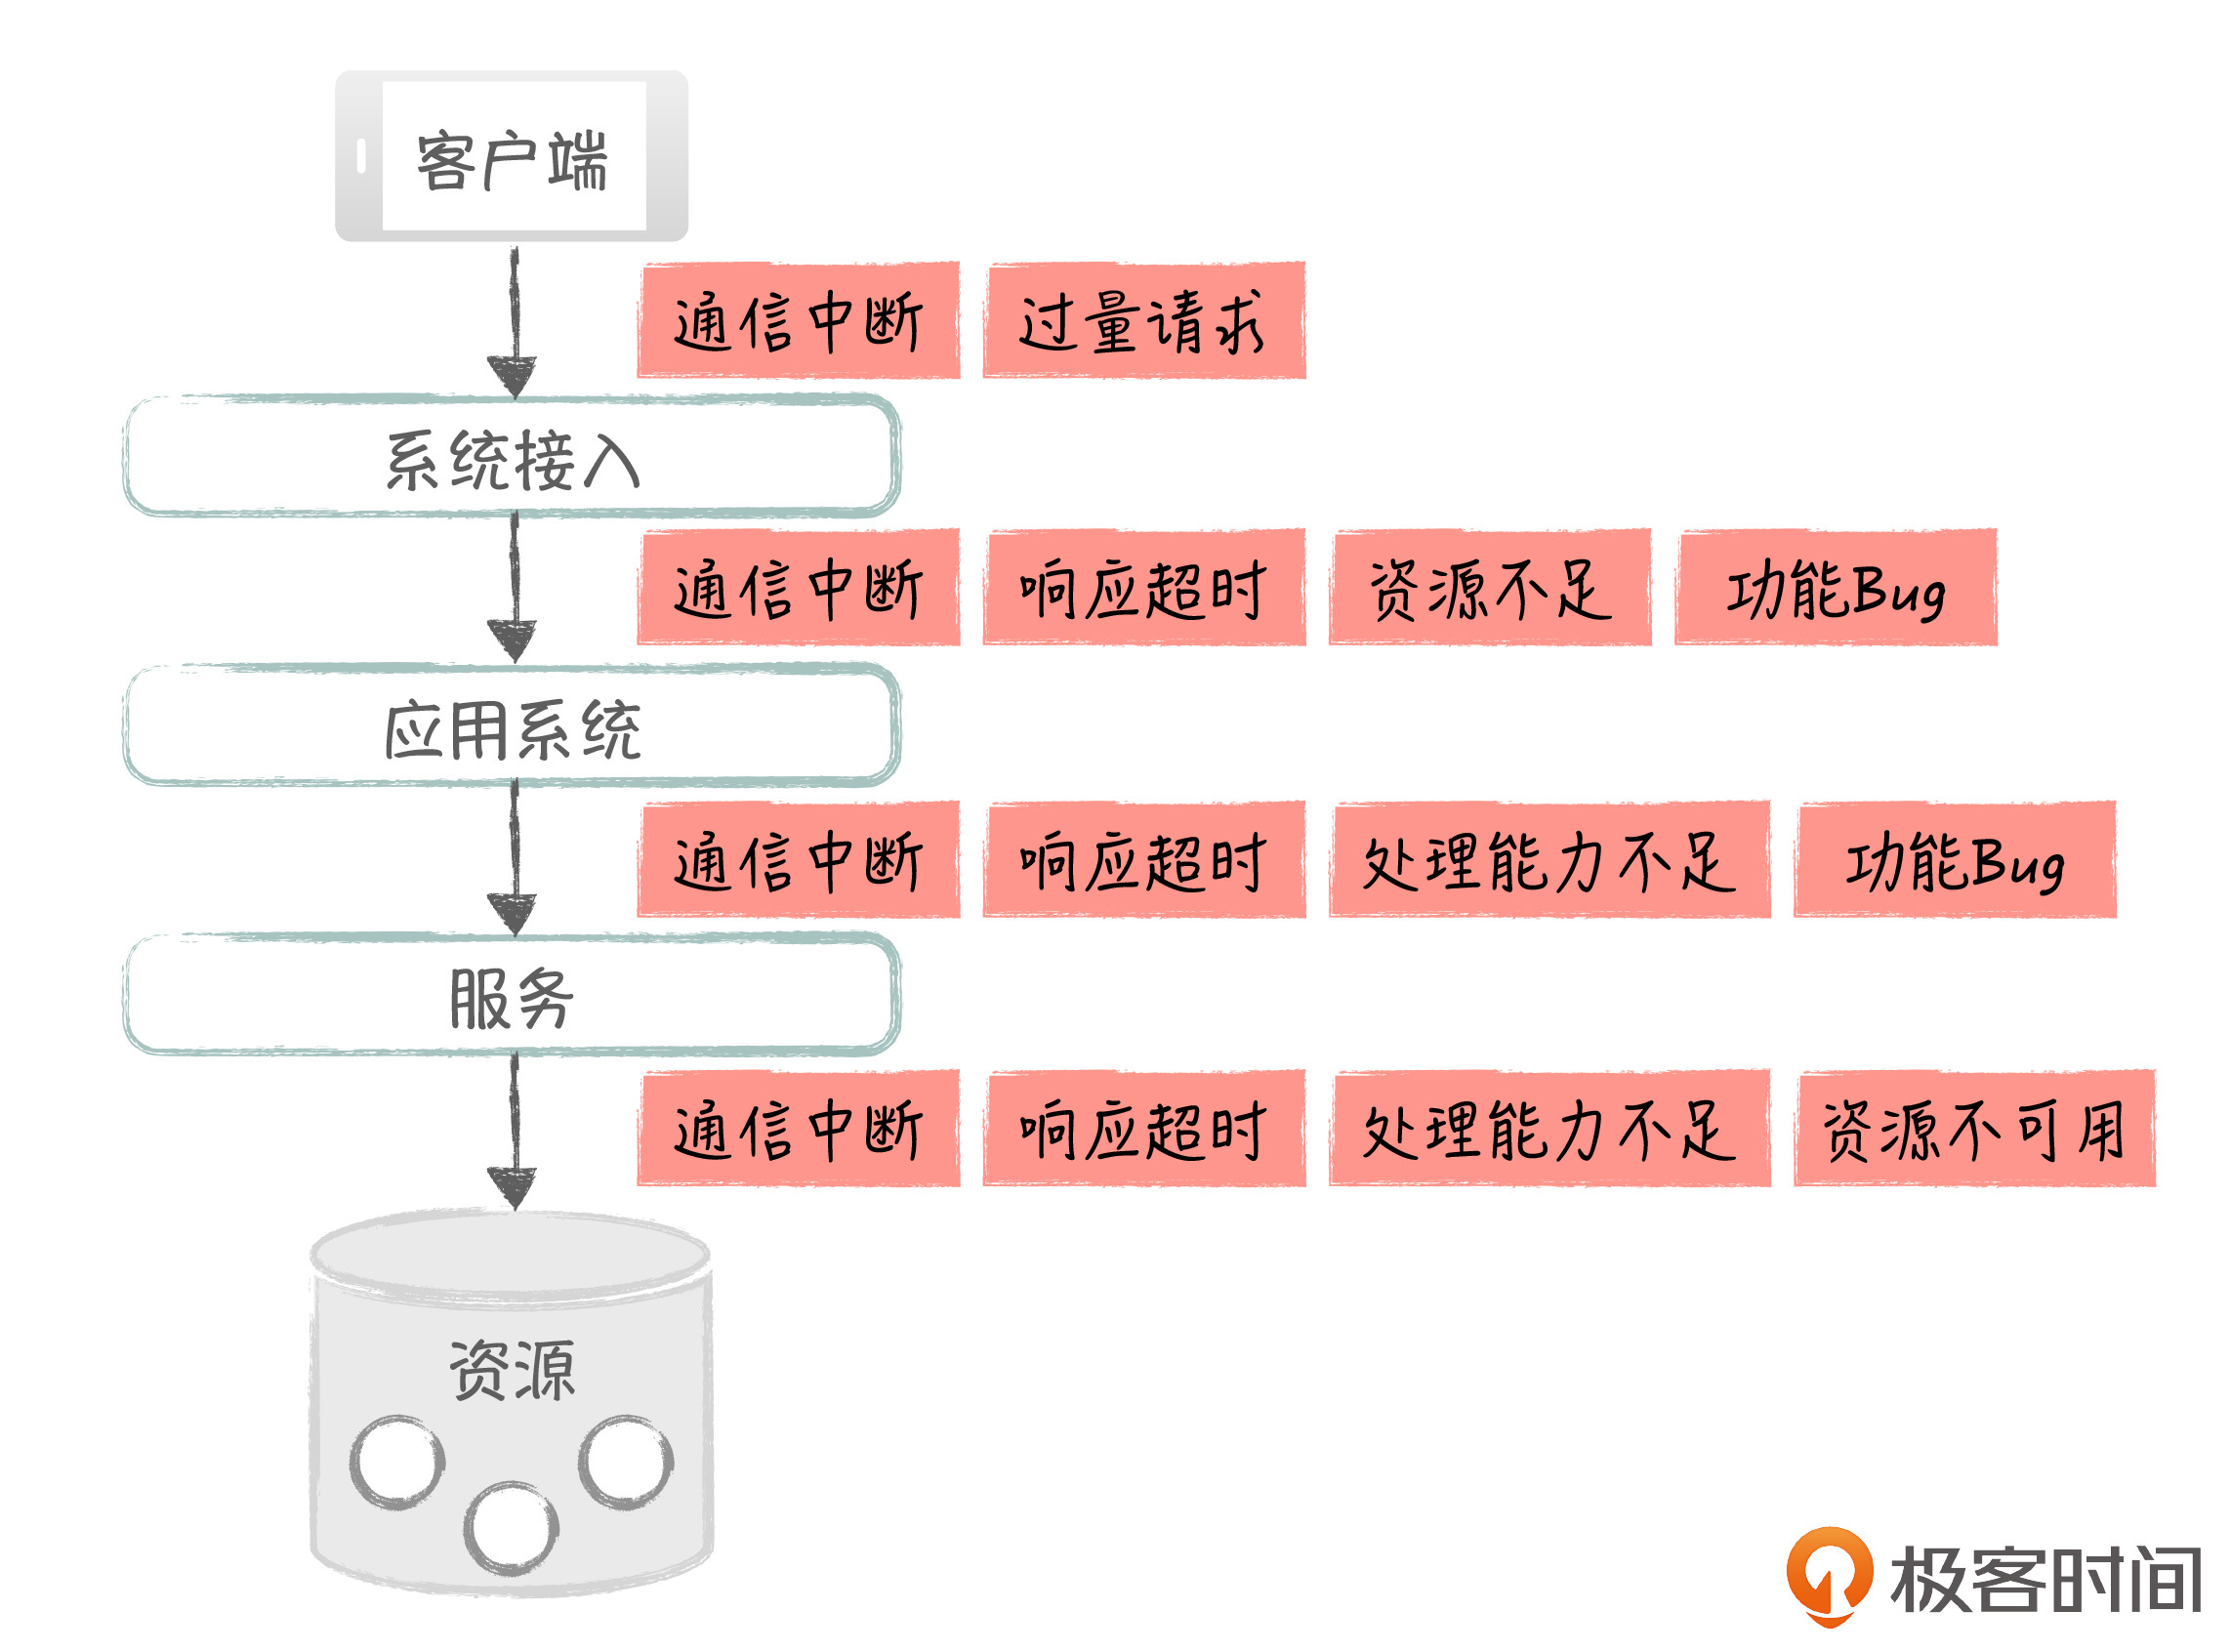 客户端
通信中断 过量请求
系统接入
通信中断 响应超时 资源不足 功能Bug
应用系统
通信中断 响应超时 处理能力不足 功能Bug
服务
通信中断 响应超时 处理能力不足 资源不可用
资源
极客时间